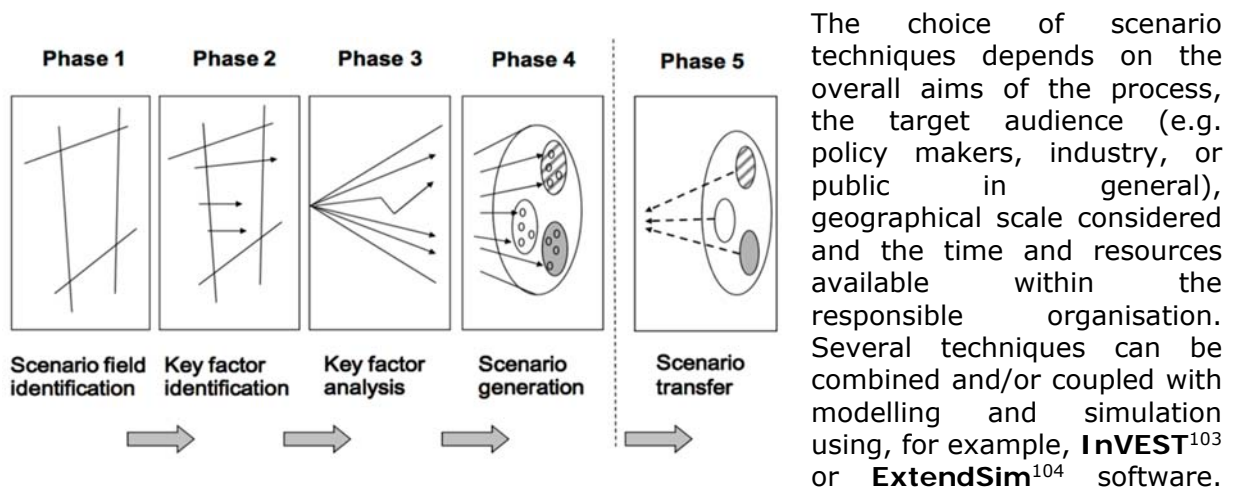 Phase 1 Phase 2 Phase 3 Phase 4 Phase 5
Scenario field identification
Key factor identification
Key factor analysis
Scenario generation
Scenario transfer
The choice of scenario
techniques depends on the
overall aims of the process,
the target audience (e.g.
policy makers, industry, or
public in general),
geographical scale considered
and the time and resources
available within the
responsible organisation.
Several techniques can be
combined and/or coupled with
modelling and simulation
using, for example, InVEST103
or ExtendSim104 software.